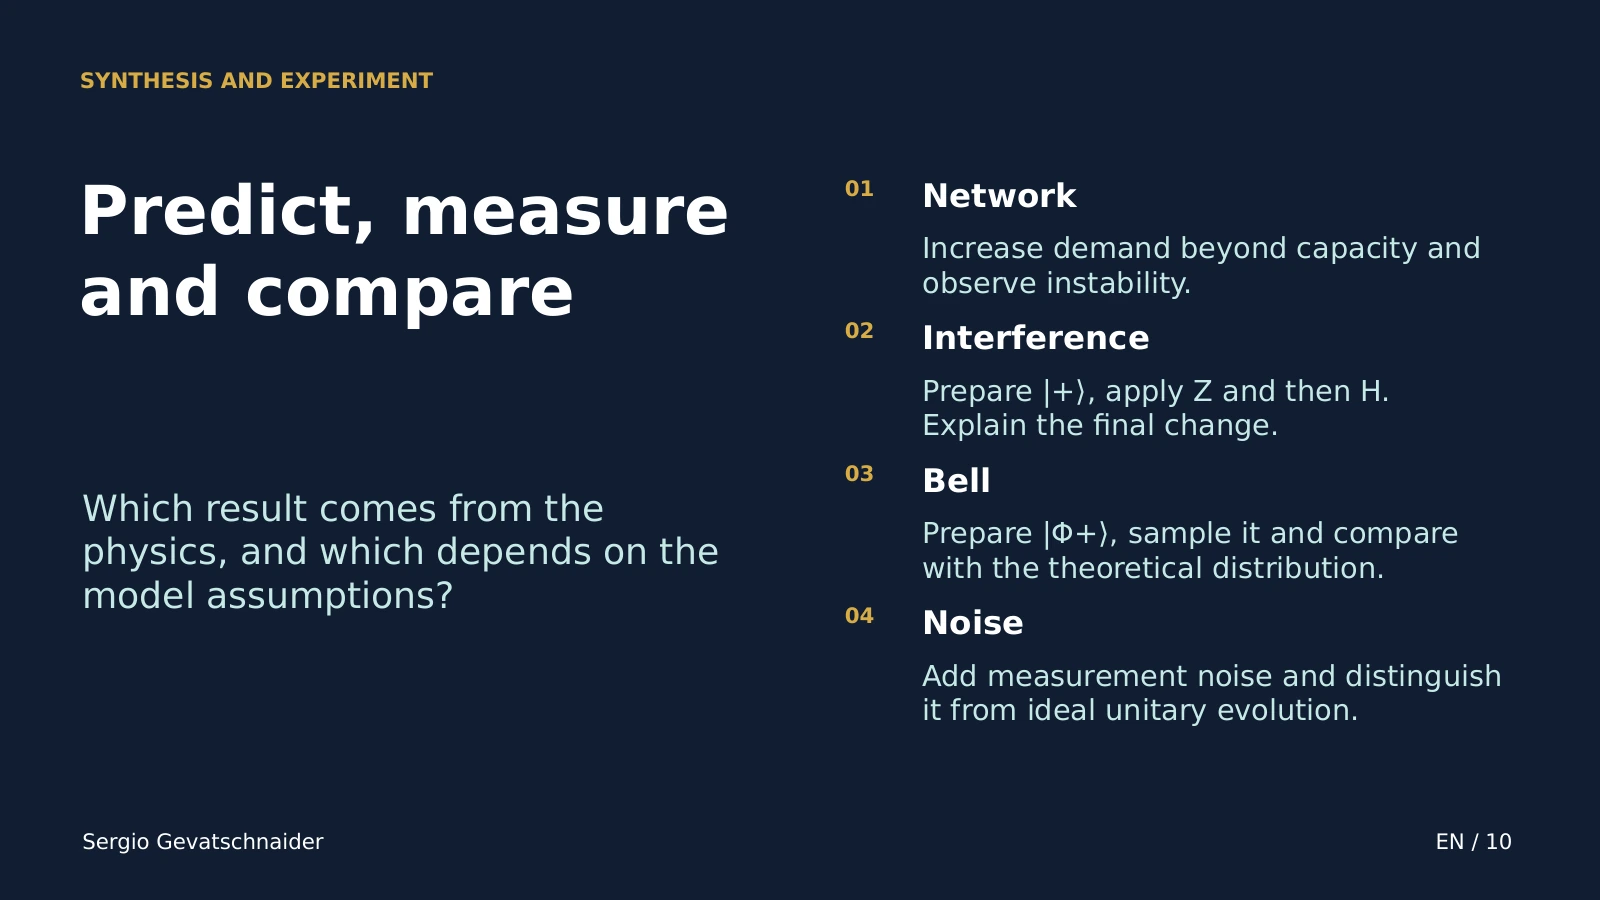 SYNTHESIS AND EXPERIMENT
Predict, measure
and compare
Which result comes from the
physics, and which depends on the
model assumptions?
01
Network
Increase demand beyond capacity and
observe instability.
02
Interference
Prepare |+⟩, apply Z and then H.
Explain the final change.
03
Bell
Prepare |Φ+⟩, sample it and compare
with the theoretical distribution.
04
Noise
Add measurement noise and distinguish
it from ideal unitary evolution.
Sergio Gevatschnaider
EN / 10